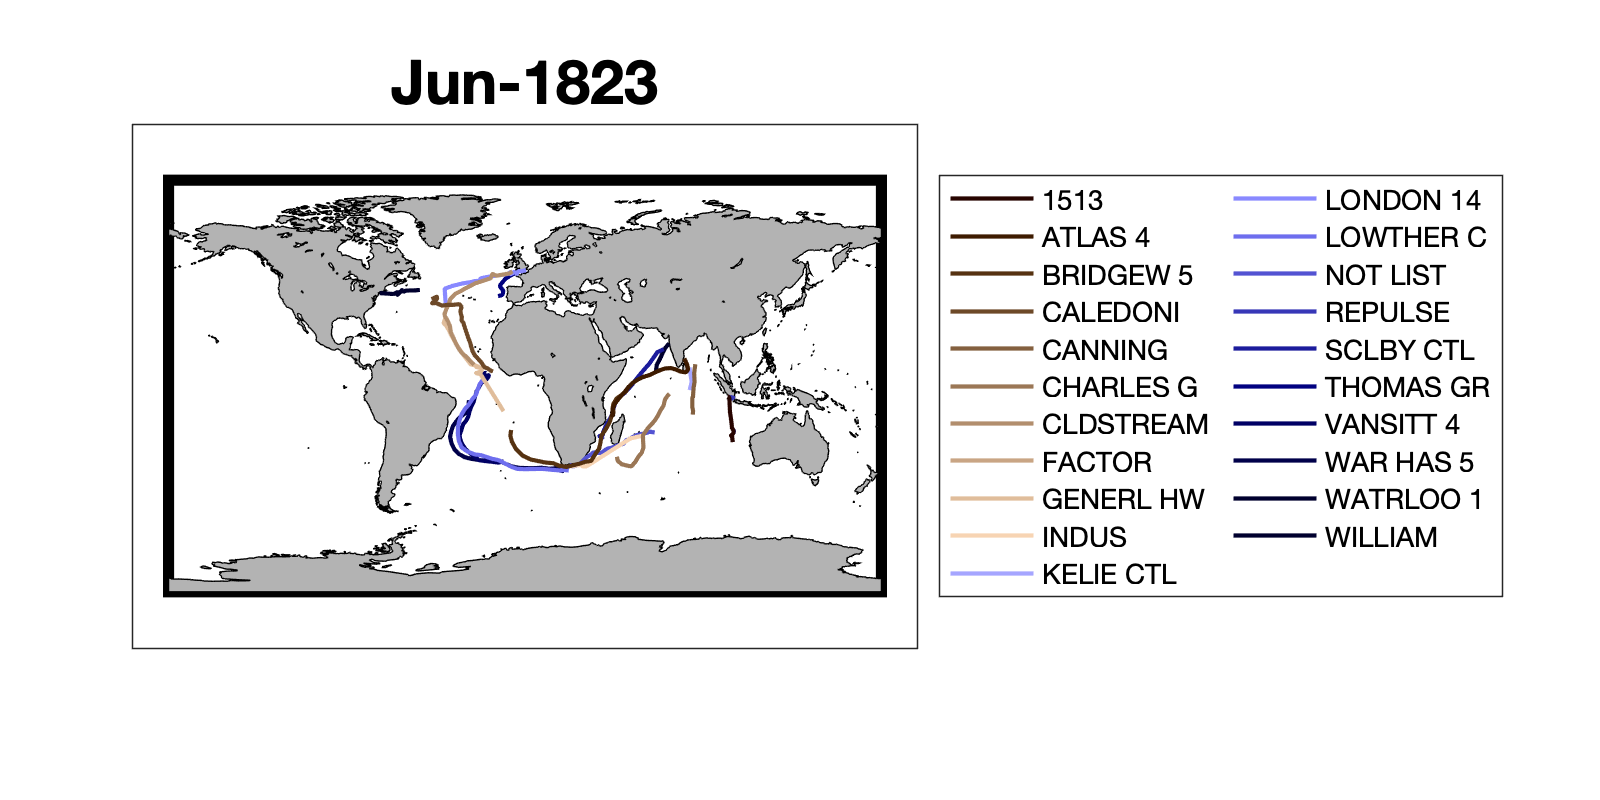 Jun-1823
1513
ATLAS 4
BRIDGEW 5
CALEDONI
CANNING
CHARLES G
CLDSTREAM
FACTOR
GENERL HW
INDUS
KELIE CTL
LONDON 14
LOWTHER C
NOT LIST
REPULSE
SCLBY CTL
THOMAS GR
VANSITT 4
WAR HAS 5
WATRLOO 1
WILLIAM